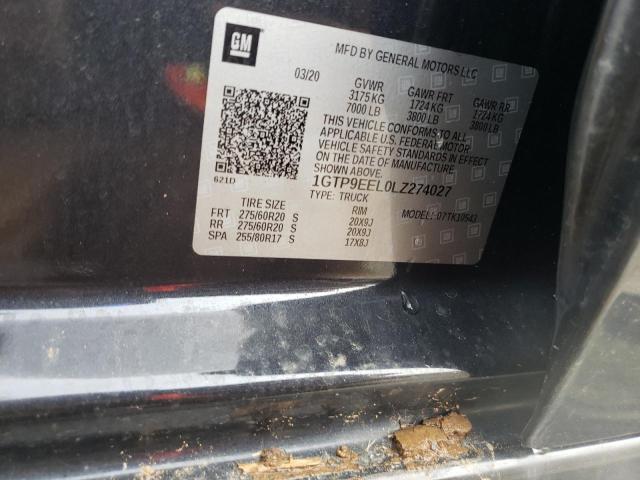 GM
MFD BY GENERAL MOTORS LLC
03/20 GVWR GAWR FRT GAWR RR
3175 KG 1724 KG 1724 KG
7000 LB 3800 LB 3800 LB
THIS VEHICLE CONFORMS TO ALL
APPLICABLE U.S. FEDERAL MOTOR
VEHICLE SAFETY STANDARDS IN EFFECT
ON THE DATE OF MANUFACTURE
SHOWN ABOVE.
621D 1GTP9EEL0LZ274027
TYPE: TRUCK MODEL: 07TK10543
TIRE SIZE RIM
FRT 275/60R20 S 20X9J
RR 275/60R20 S 20X9J
SPA 255/80R17 S 17X8J